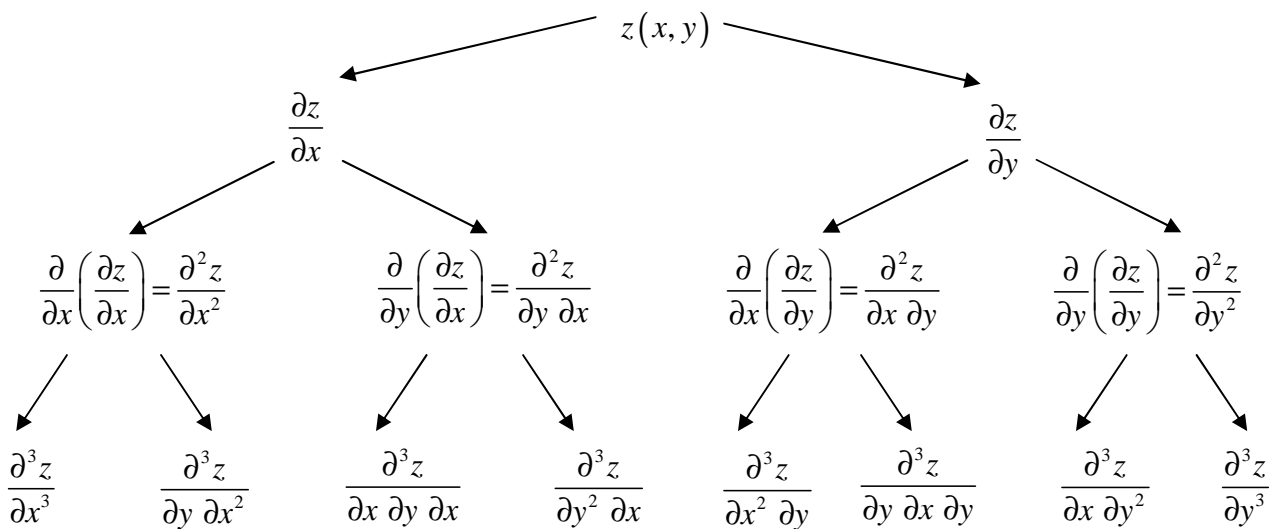 z(x, y)
∂z/∂x ∂z/∂y
∂/∂x(∂z/∂x) = ∂²z/∂x² ∂/∂y(∂z/∂x) = ∂²z/∂y ∂x ∂/∂x(∂z/∂y) = ∂²z/∂x ∂y ∂/∂y(∂z/∂y) = ∂²z/∂y²
∂³z/∂x³ ∂³z/∂y ∂x² ∂³z/∂x ∂y ∂x ∂³z/∂y² ∂x ∂³z/∂x² ∂y ∂³z/∂y ∂x ∂y ∂³z/∂x ∂y² ∂³z/∂y³